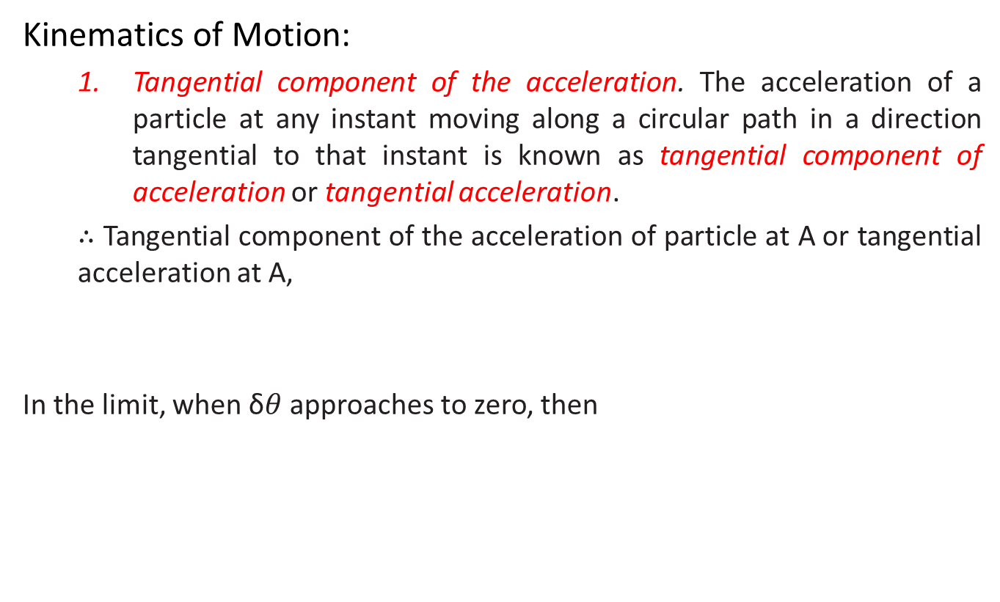 Kinematics of Motion:
1. Tangential component of the acceleration. The acceleration of a
particle at any instant moving along a circular path in a direction
tangential to that instant is known as tangential component of
acceleration or tangential acceleration.
∴ Tangential component of the acceleration of particle at A or tangential
acceleration at A,
In the limit, when δθ approaches to zero, then